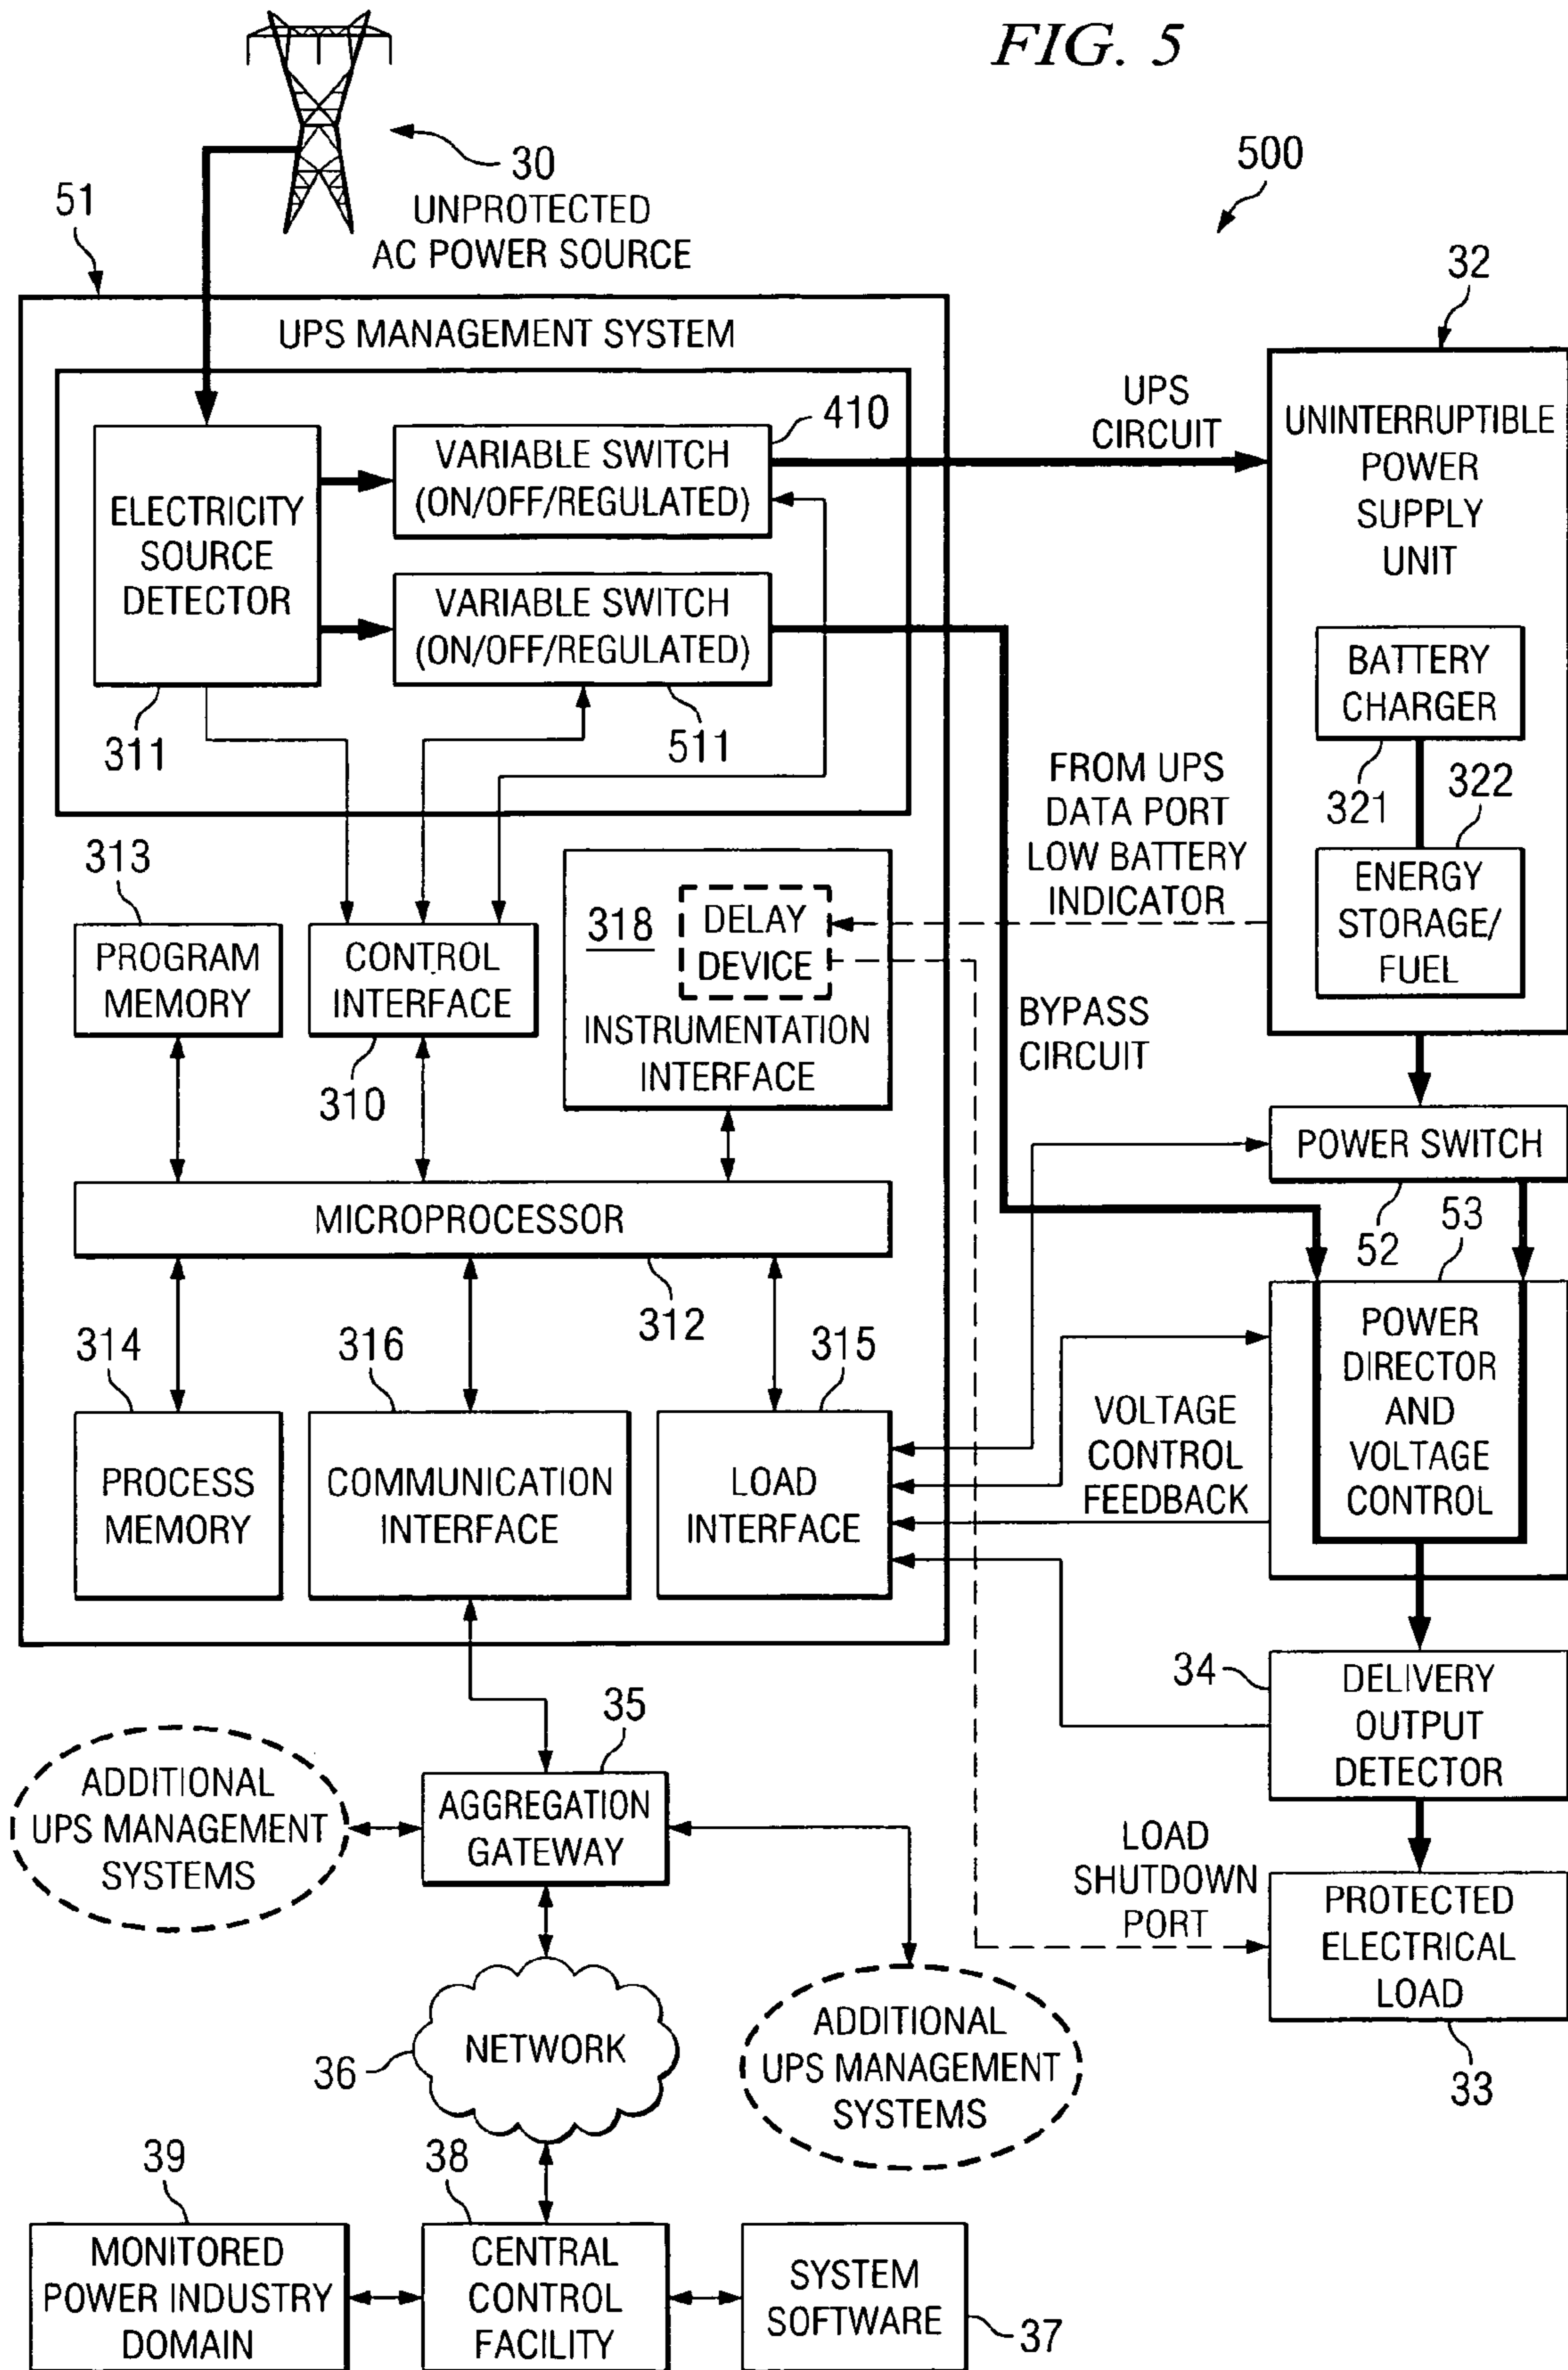 FIG. 5
30
UNPROTECTED
AC POWER SOURCE
500
51
UPS MANAGEMENT SYSTEM
32
410
UPS
CIRCUIT
ELECTRICITY
SOURCE
DETECTOR
311
VARIABLE SWITCH
(ON/OFF/REGULATED)
VARIABLE SWITCH
(ON/OFF/REGULATED)
511
UNINTERRUPTIBLE
POWER
SUPPLY
UNIT
BATTERY
CHARGER
321
322
ENERGY
STORAGE/
FUEL
FROM UPS
DATA PORT
LOW BATTERY
INDICATOR
313
PROGRAM
MEMORY
CONTROL
INTERFACE
310
318
DELAY
DEVICE
INSTRUMENTATION
INTERFACE
BYPASS
CIRCUIT
POWER SWITCH
52
53
MICROPROCESSOR
312
314
316
315
PROCESS
MEMORY
COMMUNICATION
INTERFACE
LOAD
INTERFACE
VOLTAGE
CONTROL
FEEDBACK
POWER
DIRECTOR
AND
VOLTAGE
CONTROL
34
DELIVERY
OUTPUT
DETECTOR
35
ADDITIONAL
UPS MANAGEMENT
SYSTEMS
AGGREGATION
GATEWAY
LOAD
SHUTDOWN
PORT
PROTECTED
ELECTRICAL
LOAD
33
NETWORK
36
ADDITIONAL
UPS MANAGEMENT
SYSTEMS
39
38
MONITORED
POWER INDUSTRY
DOMAIN
CENTRAL
CONTROL
FACILITY
SYSTEM
SOFTWARE
37